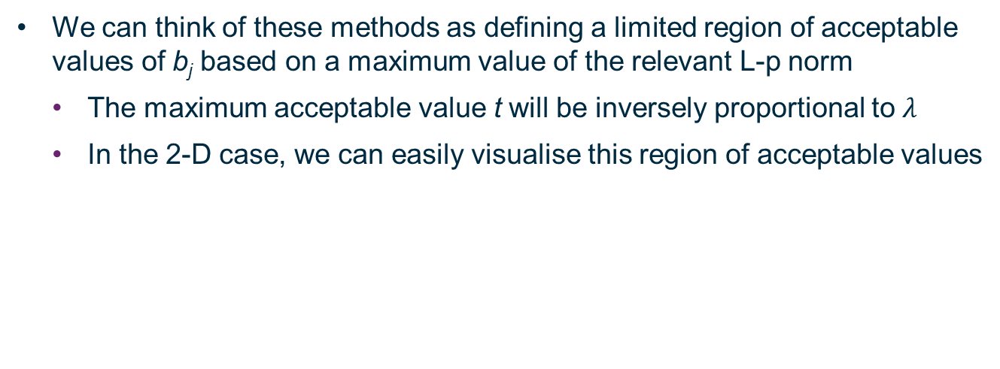 • We can think of these methods as defining a limited region of acceptable
values of bⱼ based on a maximum value of the relevant L-p norm
• The maximum acceptable value t will be inversely proportional to λ
• In the 2-D case, we can easily visualise this region of acceptable values